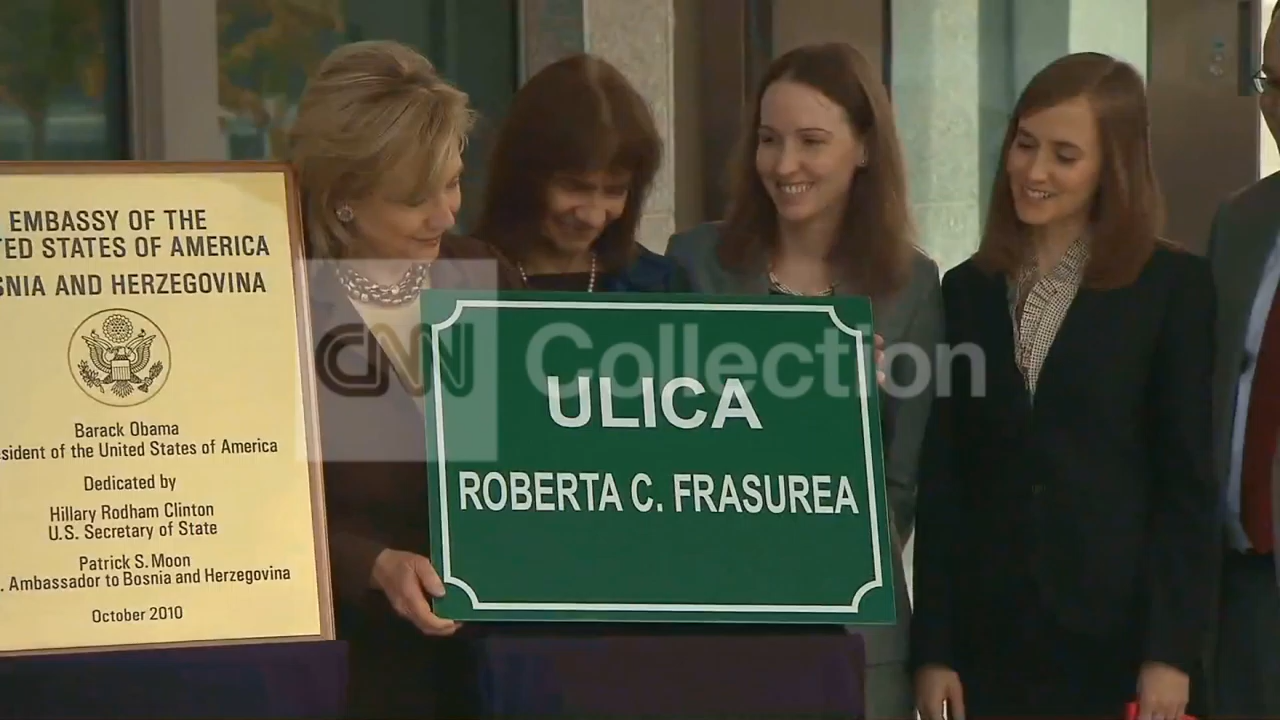 EMBASSY OF THE
TED STATES OF AMERICA
SNIA AND HERZEGOVINA
Barack Obama
esident of the United States of America
Dedicated by
Hillary Rodham Clinton
U.S. Secretary of State
Patrick S. Moon
. Ambassador to Bosnia and Herzegovina
October 2010
CNN Collection
ULICA
ROBERTA C. FRASUREA